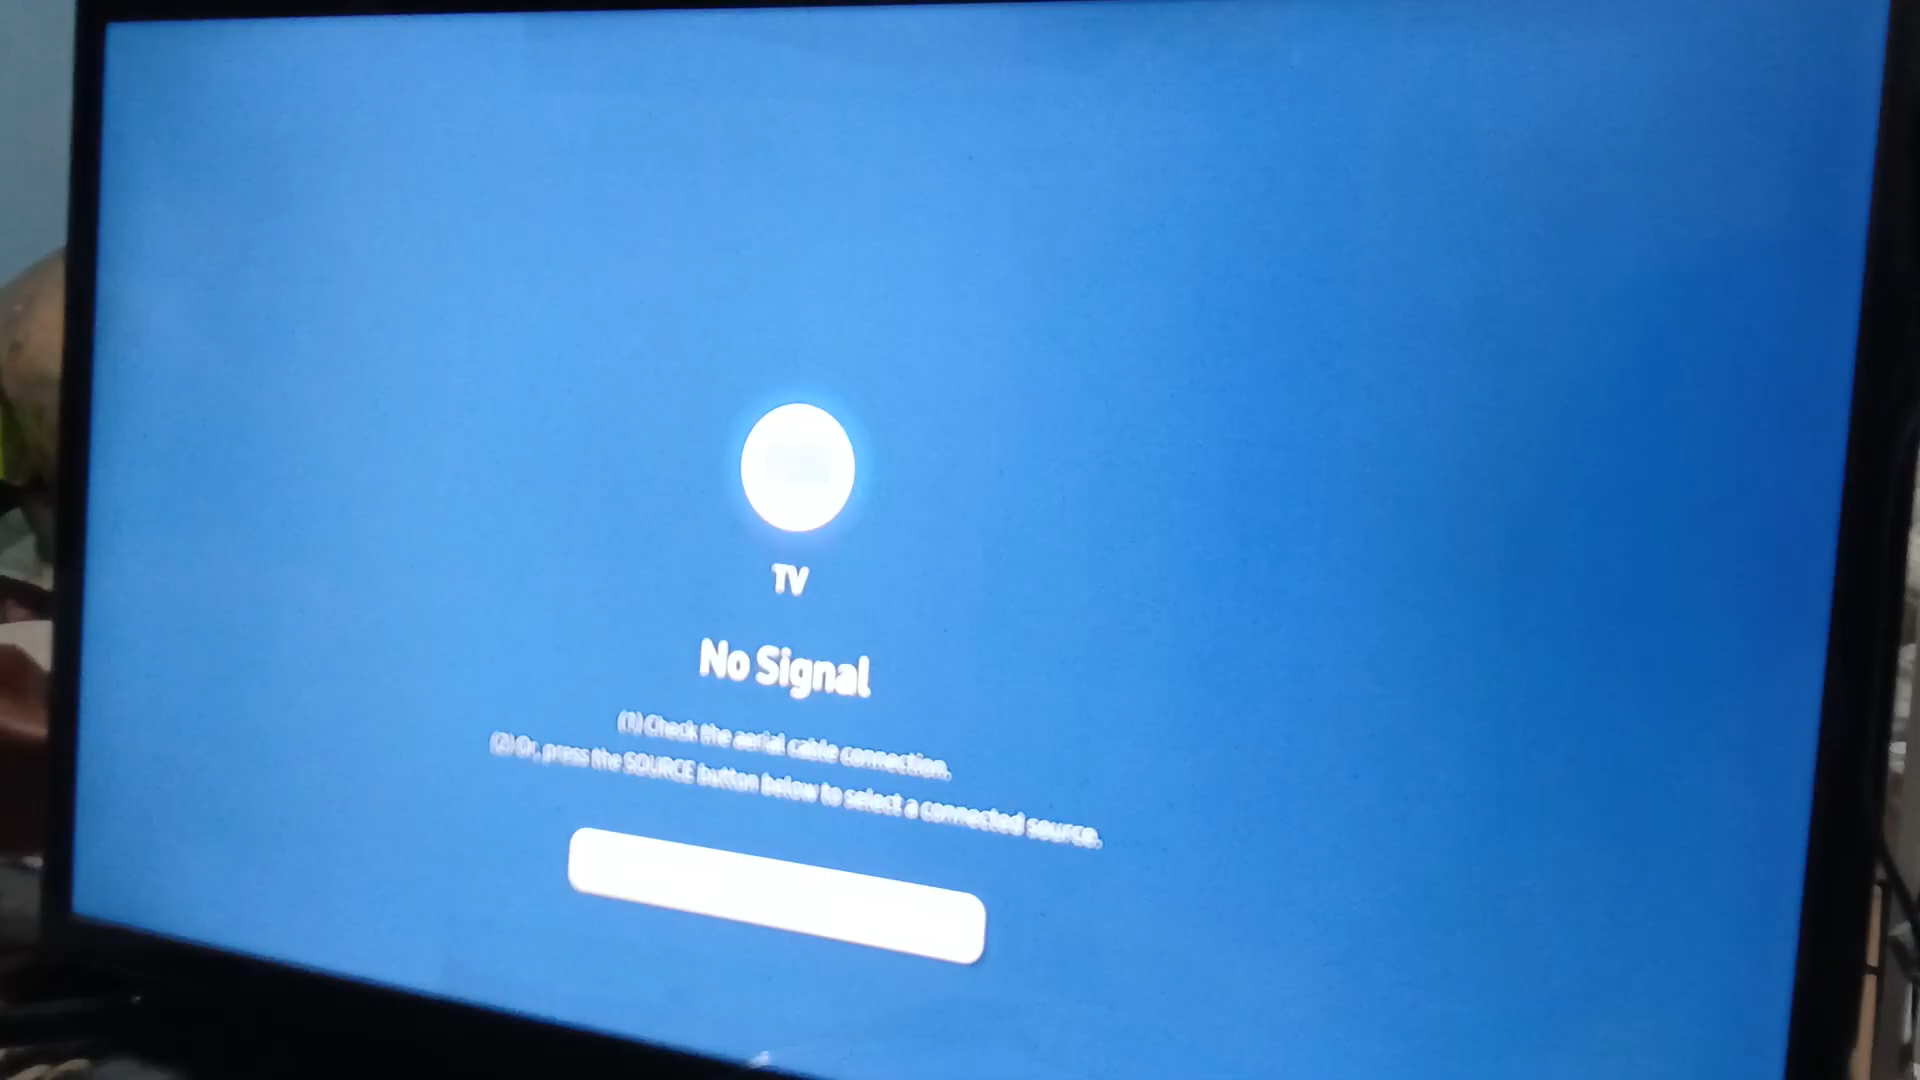 TV
No Signal
(1) Check the aerial cable connection.
(2) Or, press the SOURCE button below to select a connected source.